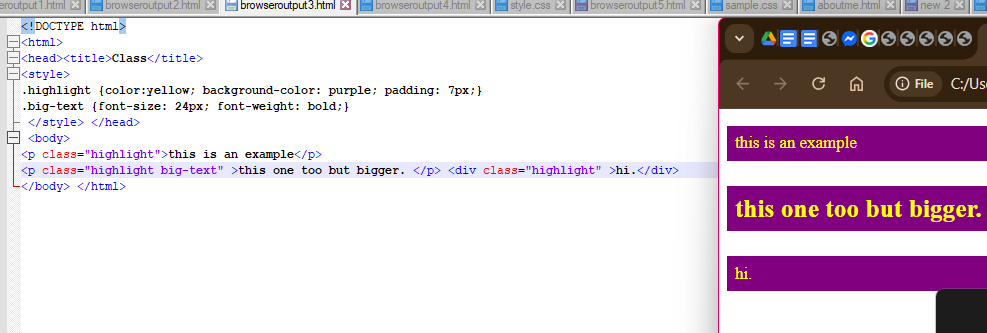 browseroutput1.html browseroutput2.html browseroutput3.html browseroutput4.html style.css browseroutput5.html sample.css aboutme.html new 2
<!DOCTYPE html>
<html>
<head><title>Class</title>
<style>
.highlight {color:yellow; background-color: purple; padding: 7px;}
.big-text {font-size: 24px; font-weight: bold;}
</style> </head>
<body>
<p class="highlight">this is an example</p>
<p class="highlight big-text" >this one too but bigger. </p> <div class="highlight" >hi.</div>
</body> </html>
File C:/Use
this is an example
this one too but bigger.
hi.